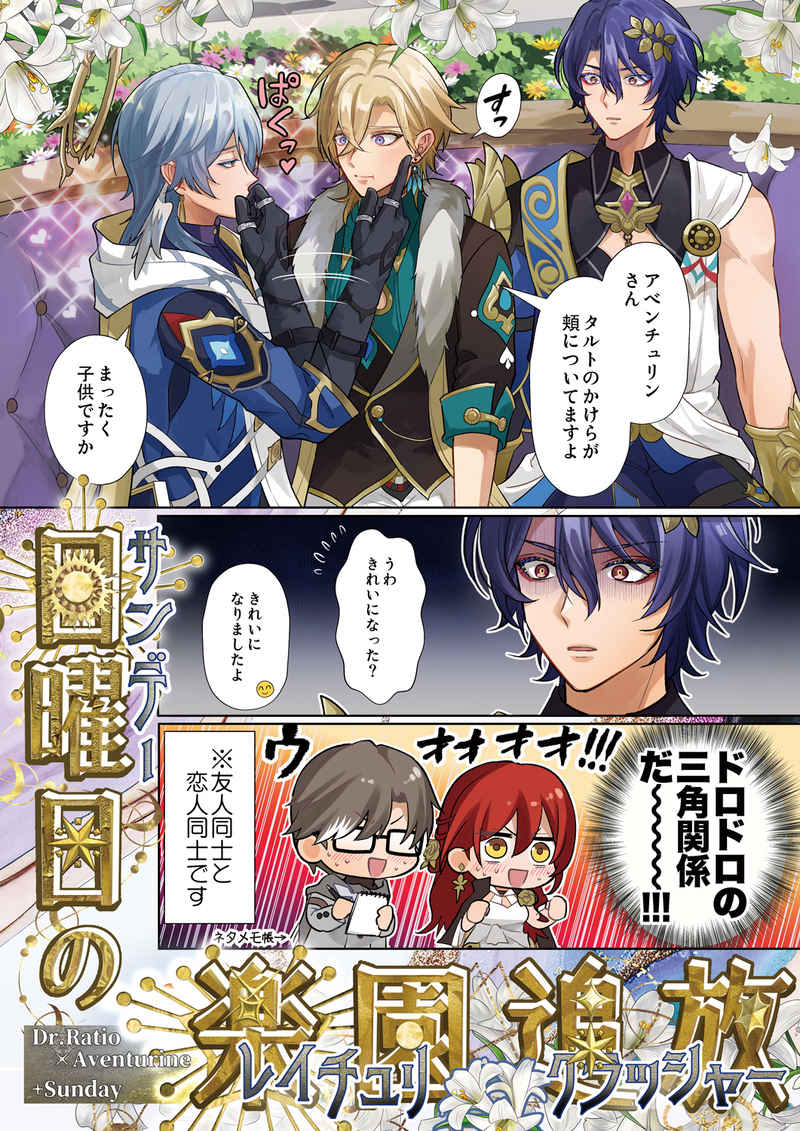 すっ
ぱくっ♥
アベンチュリン
さん
タルトのかけらが
頬についてますよ
まったく
子供ですか
うわ
きれいになった?
きれいに
なりましたよ
ドロドロの
三角関係
だ〜〜〜〜!!!
ウオオオオ!!!
※友人同士と
恋人同士です
ネタメモ帳→
サンデー
日曜日の
楽園追放
レイチュリ クラッシャー
Dr.Ratio
×Aventurine
+Sunday